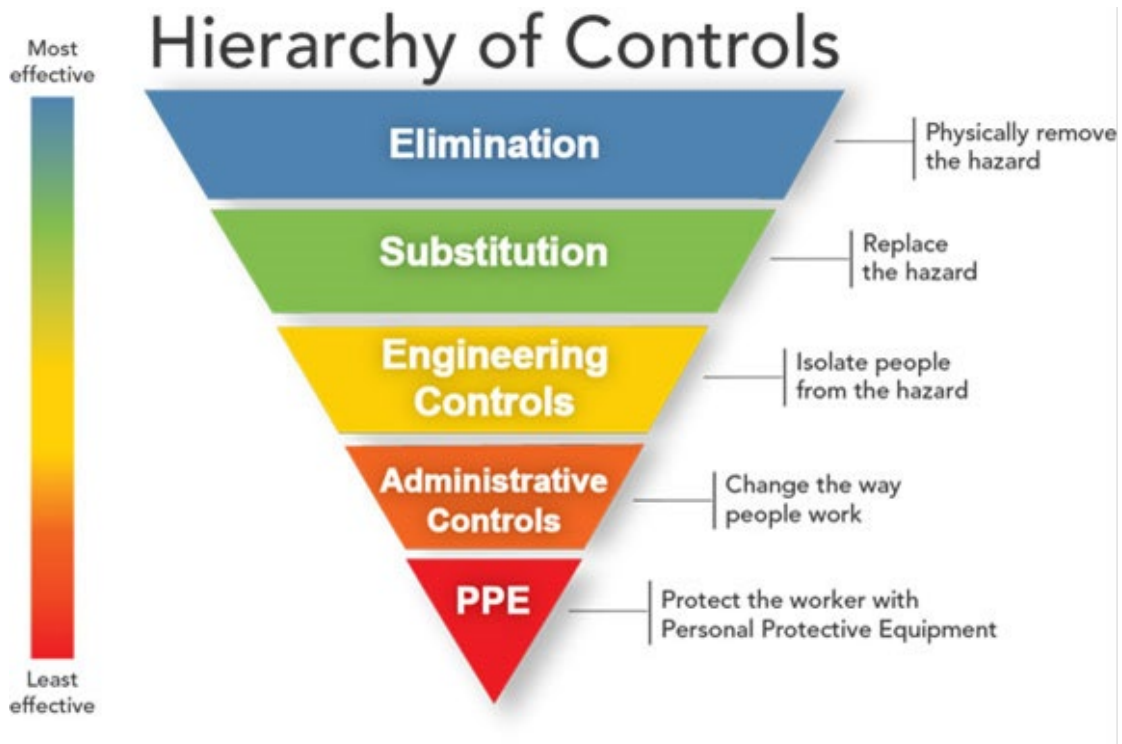 Hierarchy of Controls
Most
effective
Elimination
Physically remove
the hazard
Substitution
Replace
the hazard
Engineering
Controls
Isolate people
from the hazard
Administrative
Controls
Change the way
people work
PPE
Protect the worker with
Personal Protective Equipment
Least
effective